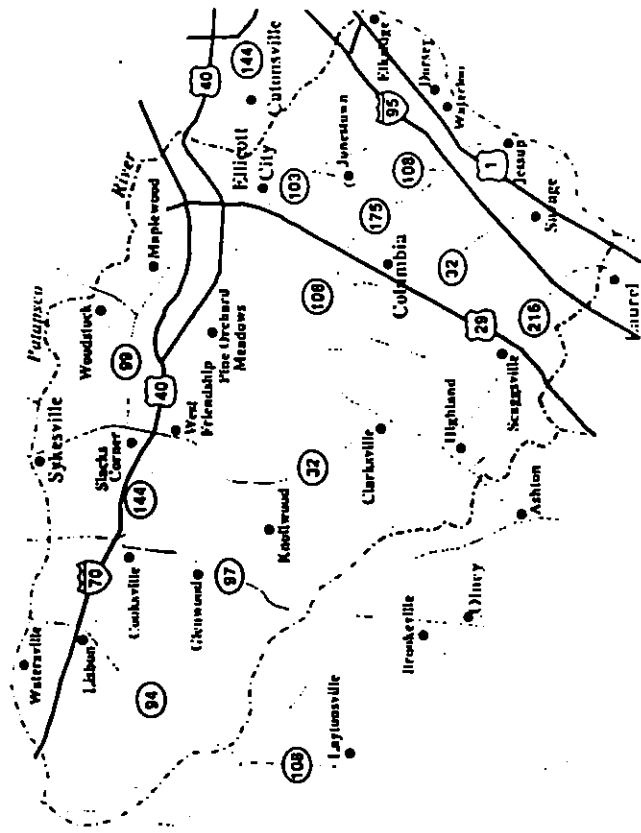 Watersville
Lisbon
70
94
Cooksville
144
Glenwood
97
Sykesville
Slacks
Corner
West
Friendship
40
99
Woodstock
Patapsco
River
Maplewood
Pine Orchard
Meadows
Ellicott
City
40
144
Catonsville
103
Jonestown
108
175
108
95
Elkridge
Dorsey
Waterloo
1
Jessup
Savage
32
Columbia
29
216
Laurel
Scaggsville
Highland
Clarksville
32
Knollwood
Ashton
Olney
Brookeville
Laytonsville
108